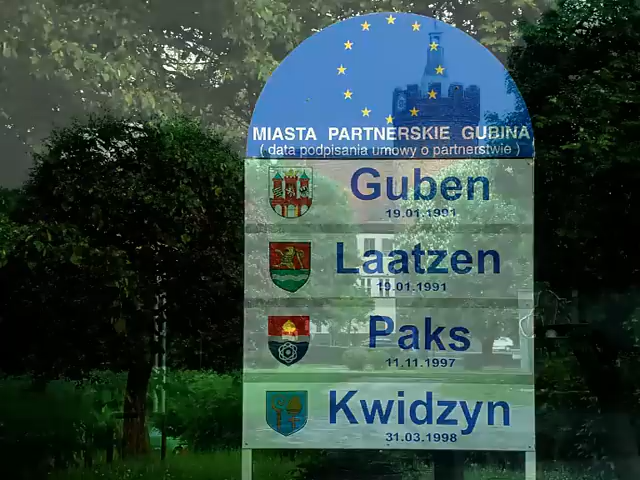 MIASTA PARTNERSKIE GUBINA
( data podpisania umowy o partnerstwie )
Guben
19.01.1991
Laatzen
19.01.1991
Paks
11.11.1997
Kwidzyn
31.03.1998